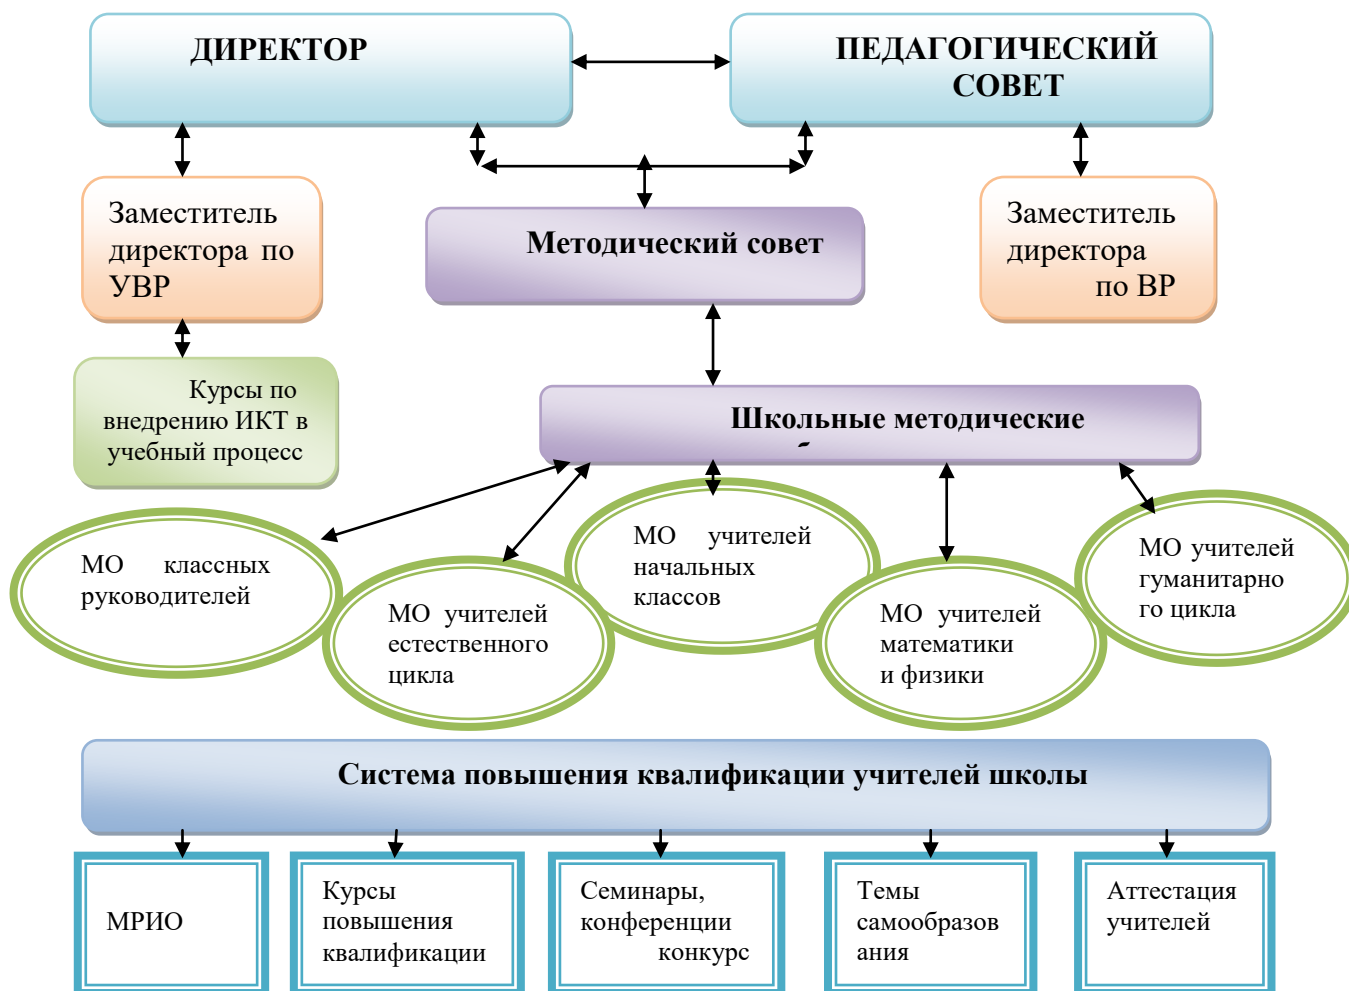 ДИРЕКТОР
ПЕДАГОГИЧЕСКИЙ
СОВЕТ
Заместитель
директора по
УВР
Методический совет
Заместитель
директора
по ВР
Курсы по
внедрению ИКТ в
учебный процесс
Школьные методические
МО классных
руководителей
МО учителей
естественного
цикла
МО учителей
начальных
классов
МО учителей
математики
и физики
МО учителей
гуманитарно
го цикла
Система повышения квалификации учителей школы
МРИО
Курсы
повышения
квалификации
Семинары,
конференции
конкурс
Темы
самообразов
ания
Аттестация
учителей